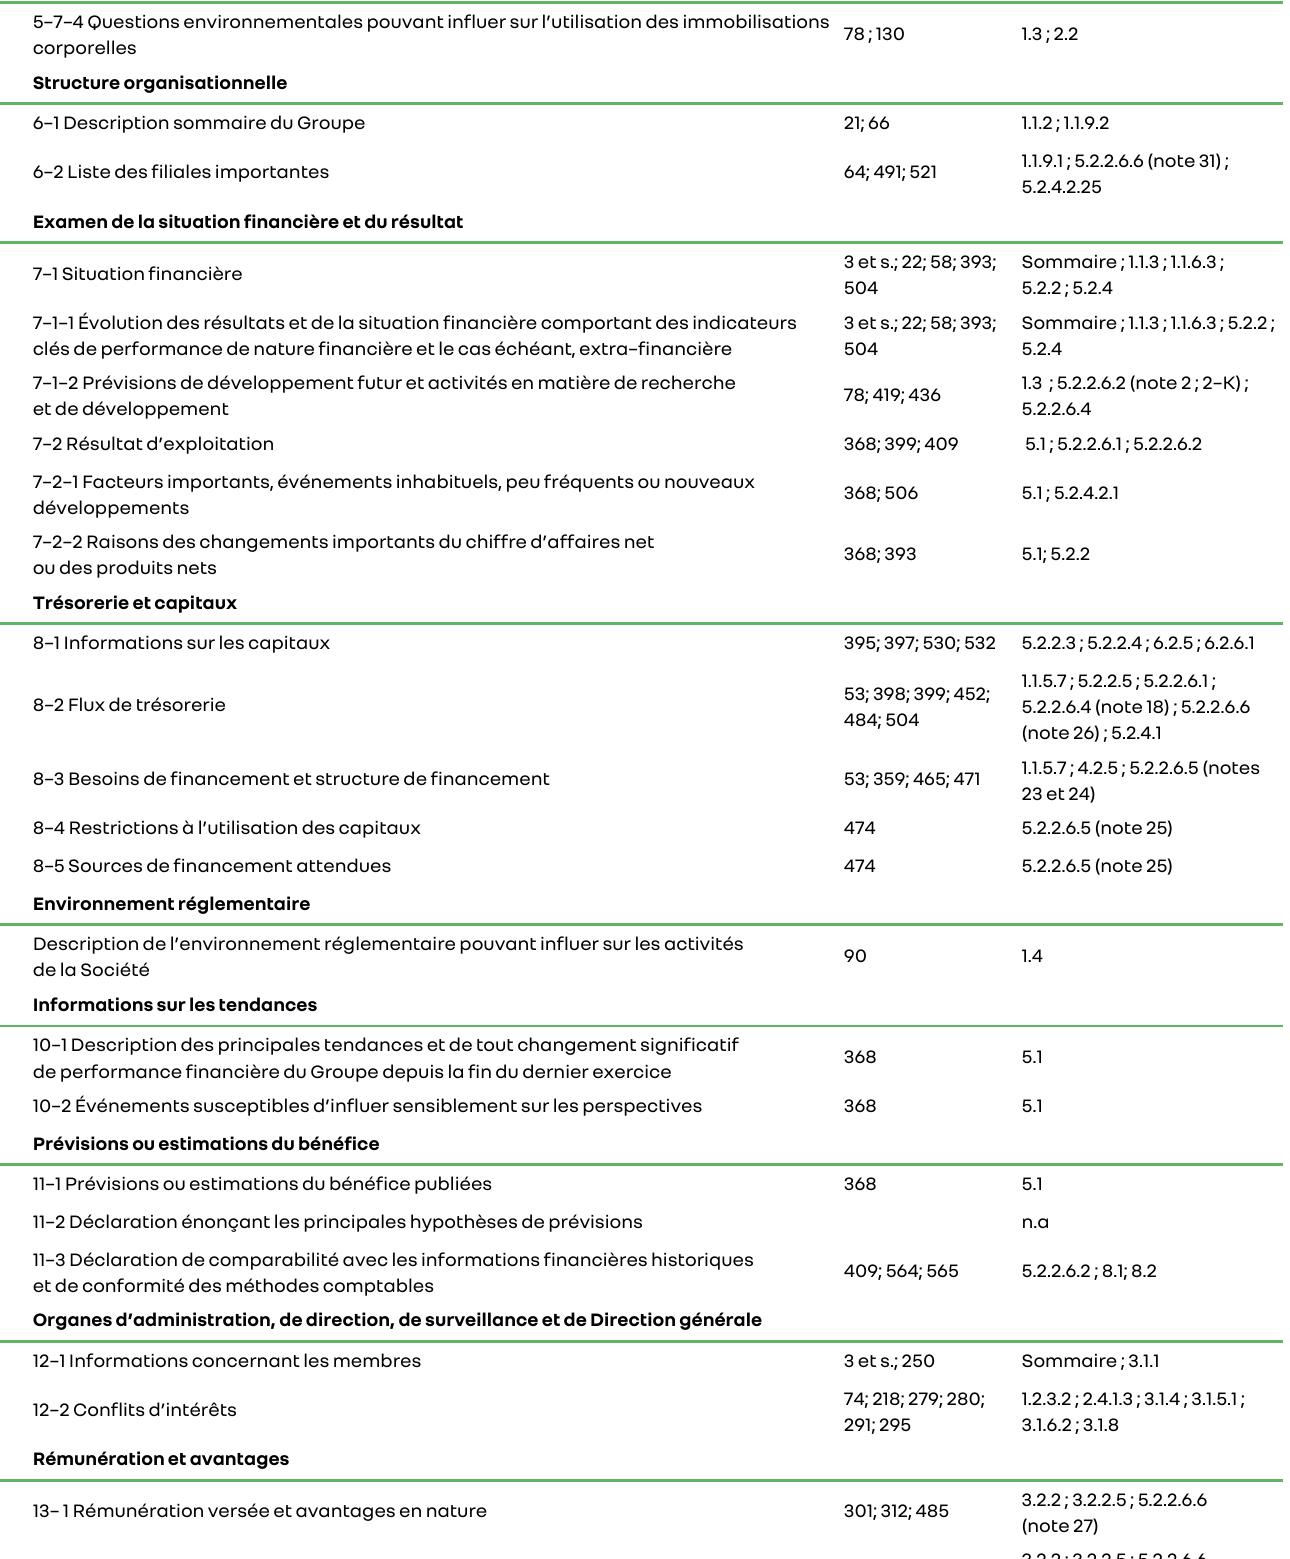 5–7–4 Questions environnementales pouvant influer sur l’utilisation des immobilisations
corporelles
78 ; 130
1.3 ; 2.2
Structure organisationnelle
6–1 Description sommaire du Groupe
21; 66
1.1.2 ; 1.1.9.2
6–2 Liste des filiales importantes
64; 491; 521
1.1.9.1 ; 5.2.2.6.6 (note 31) ;
5.2.4.2.25
Examen de la situation financière et du résultat
7–1 Situation financière
3 et s.; 22; 58; 393;
504
Sommaire ; 1.1.3 ; 1.1.6.3 ;
5.2.2 ; 5.2.4
7–1–1 Évolution des résultats et de la situation financière comportant des indicateurs
clés de performance de nature financière et le cas échéant, extra–financière
3 et s.; 22; 58; 393;
504
Sommaire ; 1.1.3 ; 1.1.6.3 ; 5.2.2 ;
5.2.4
7–1–2 Prévisions de développement futur et activités en matière de recherche
et de développement
78; 419; 436
1.3 ; 5.2.2.6.2 (note 2 ; 2–K) ;
5.2.2.6.4
7–2 Résultat d’exploitation
368; 399; 409
5.1 ; 5.2.2.6.1 ; 5.2.2.6.2
7–2–1 Facteurs importants, événements inhabituels, peu fréquents ou nouveaux
développements
368; 506
5.1 ; 5.2.4.2.1
7–2–2 Raisons des changements importants du chiffre d’affaires net
ou des produits nets
368; 393
5.1; 5.2.2
Trésorerie et capitaux
8–1 Informations sur les capitaux
395; 397; 530; 532
5.2.2.3 ; 5.2.2.4 ; 6.2.5 ; 6.2.6.1
8–2 Flux de trésorerie
53; 398; 399; 452;
484; 504
1.1.5.7 ; 5.2.2.5 ; 5.2.2.6.1 ;
5.2.2.6.4 (note 18) ; 5.2.2.6.6
(note 26) ; 5.2.4.1
8–3 Besoins de financement et structure de financement
53; 359; 465; 471
1.1.5.7 ; 4.2.5 ; 5.2.2.6.5 (notes
23 et 24)
8–4 Restrictions à l’utilisation des capitaux
474
5.2.2.6.5 (note 25)
8–5 Sources de financement attendues
474
5.2.2.6.5 (note 25)
Environnement réglementaire
Description de l’environnement réglementaire pouvant influer sur les activités
de la Société
90
1.4
Informations sur les tendances
10–1 Description des principales tendances et de tout changement significatif
de performance financière du Groupe depuis la fin du dernier exercice
368
5.1
10–2 Événements susceptibles d’influer sensiblement sur les perspectives
368
5.1
Prévisions ou estimations du bénéfice
11–1 Prévisions ou estimations du bénéfice publiées
368
5.1
11–2 Déclaration énonçant les principales hypothèses de prévisions
n.a
11–3 Déclaration de comparabilité avec les informations financières historiques
et de conformité des méthodes comptables
409; 564; 565
5.2.2.6.2 ; 8.1; 8.2
Organes d’administration, de direction, de surveillance et de Direction générale
12–1 Informations concernant les membres
3 et s.; 250
Sommaire ; 3.1.1
12–2 Conflits d’intérêts
74; 218; 279; 280;
291; 295
1.2.3.2 ; 2.4.1.3 ; 3.1.4 ; 3.1.5.1 ;
3.1.6.2 ; 3.1.8
Rémunération et avantages
13– 1 Rémunération versée et avantages en nature
301; 312; 485
3.2.2 ; 3.2.2.5 ; 5.2.2.6.6
(note 27)